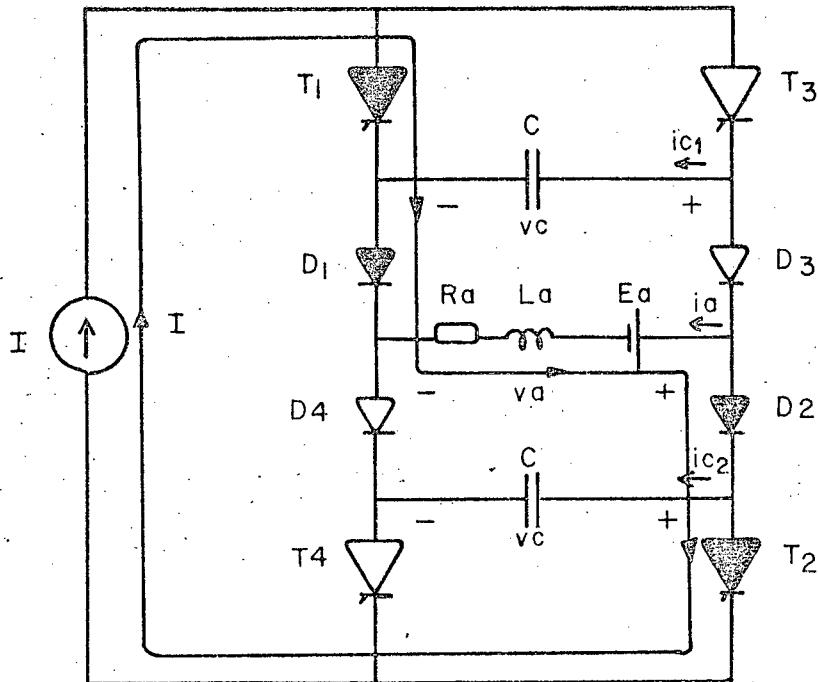 T1
T3
C
ic1
−
vc
+
D1
D3
Ra
La
Ea
ia
I
I
−
va
+
D4
D2
C
ic2
−
vc
+
T4
T2